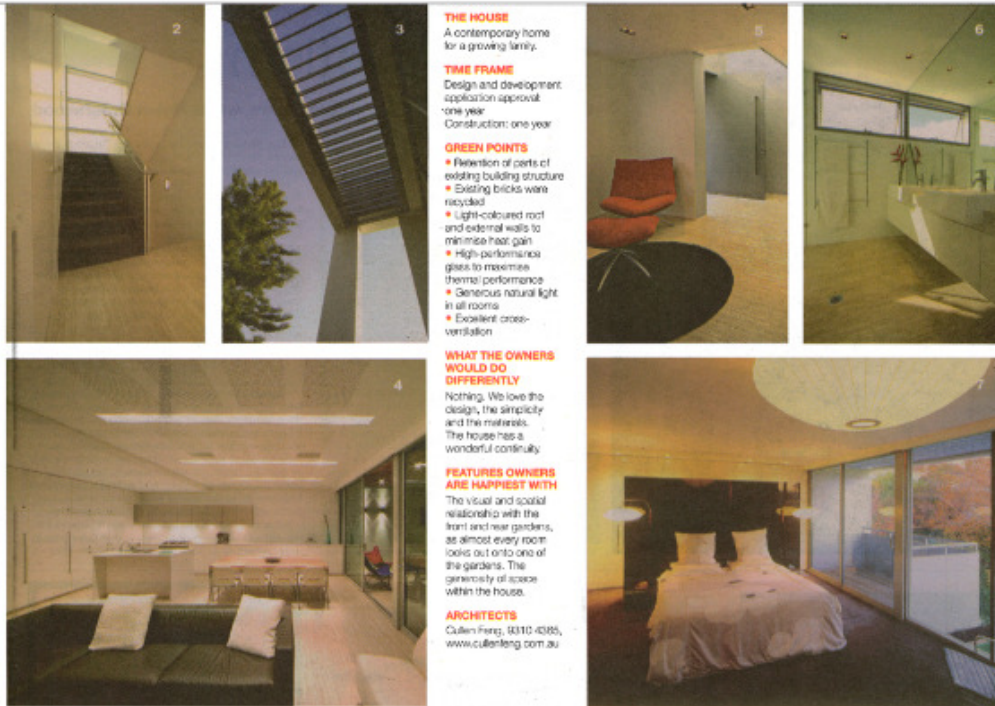 2
3
THE HOUSE
A contemporary home
for a growing family.
TIME FRAME
Design and development
application approval:
one year
Construction: one year
GREEN POINTS
• Retention of parts of
existing building structure
• Existing bricks were
recycled
• Light-coloured roof
and external walls to
minimise heat gain
• High-performance
glass to maximise
thermal performance
• Generous natural light
in all rooms
• Excellent cross-
ventilation
WHAT THE OWNERS
WOULD DO
DIFFERENTLY
Nothing. We love the
design, the simplicity
and the materials.
The house has a
wonderful continuity.
FEATURES OWNERS
ARE HAPPIEST WITH
The visual and spatial
relationship with the
front and rear gardens,
as almost every room
looks out onto one of
the gardens. The
generosity of space
within the house.
ARCHITECTS
Cullen Feng, 9310 4385,
www.cullenfeng.com.au
5
6
4
7